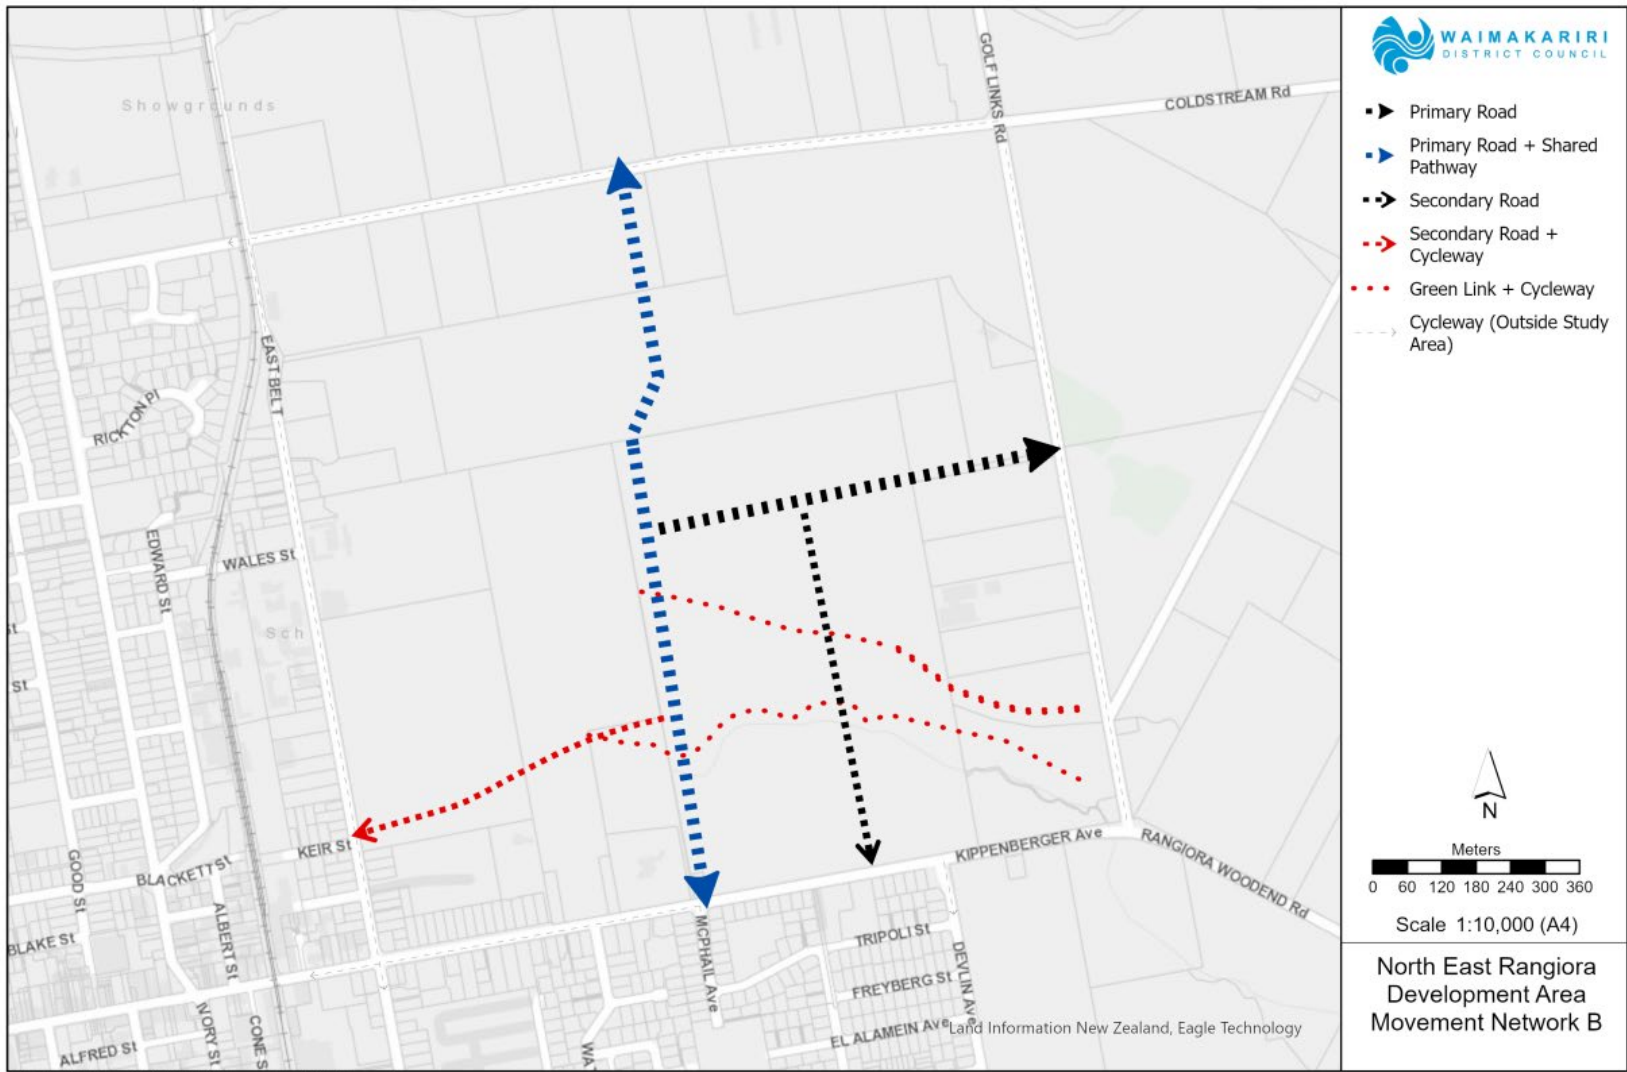 Showgrounds
GOLF LINKS Rd
COLDSTREAM Rd
EAST BELT
RICKTON Pl
EDWARD St
WALES St
Sch
St
St
KEIR St
BLACKETT St
GOOD St
ALBERT St
BLAKE St
IVORY St
CONE S
ALFRED St
KIPPENBERGER Ave
RANGIORA WOODEND Rd
MCPHAIL Ave
TRIPOLI St
FREYBERG St
DEVLIN Ave
EL ALAMEIN Ave
WA
Land Information New Zealand, Eagle Technology
WAIMAKARIRI
DISTRICT COUNCIL
Primary Road
Primary Road + Shared
Pathway
Secondary Road
Secondary Road +
Cycleway
Green Link + Cycleway
Cycleway (Outside Study
Area)
N
Meters
0 60 120 180 240 300 360
Scale 1:10,000 (A4)
North East Rangiora
Development Area
Movement Network B